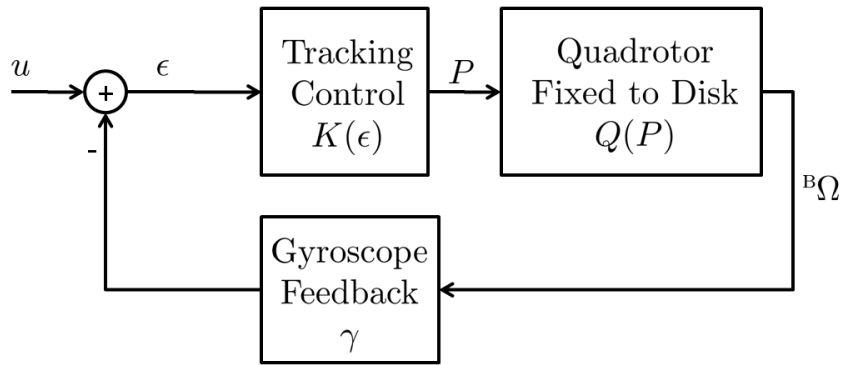 u
+
-
ϵ
Tracking
Control
K(ϵ)
P
Quadrotor
Fixed to Disk
Q(P)
ᴮΩ
Gyroscope
Feedback
γ